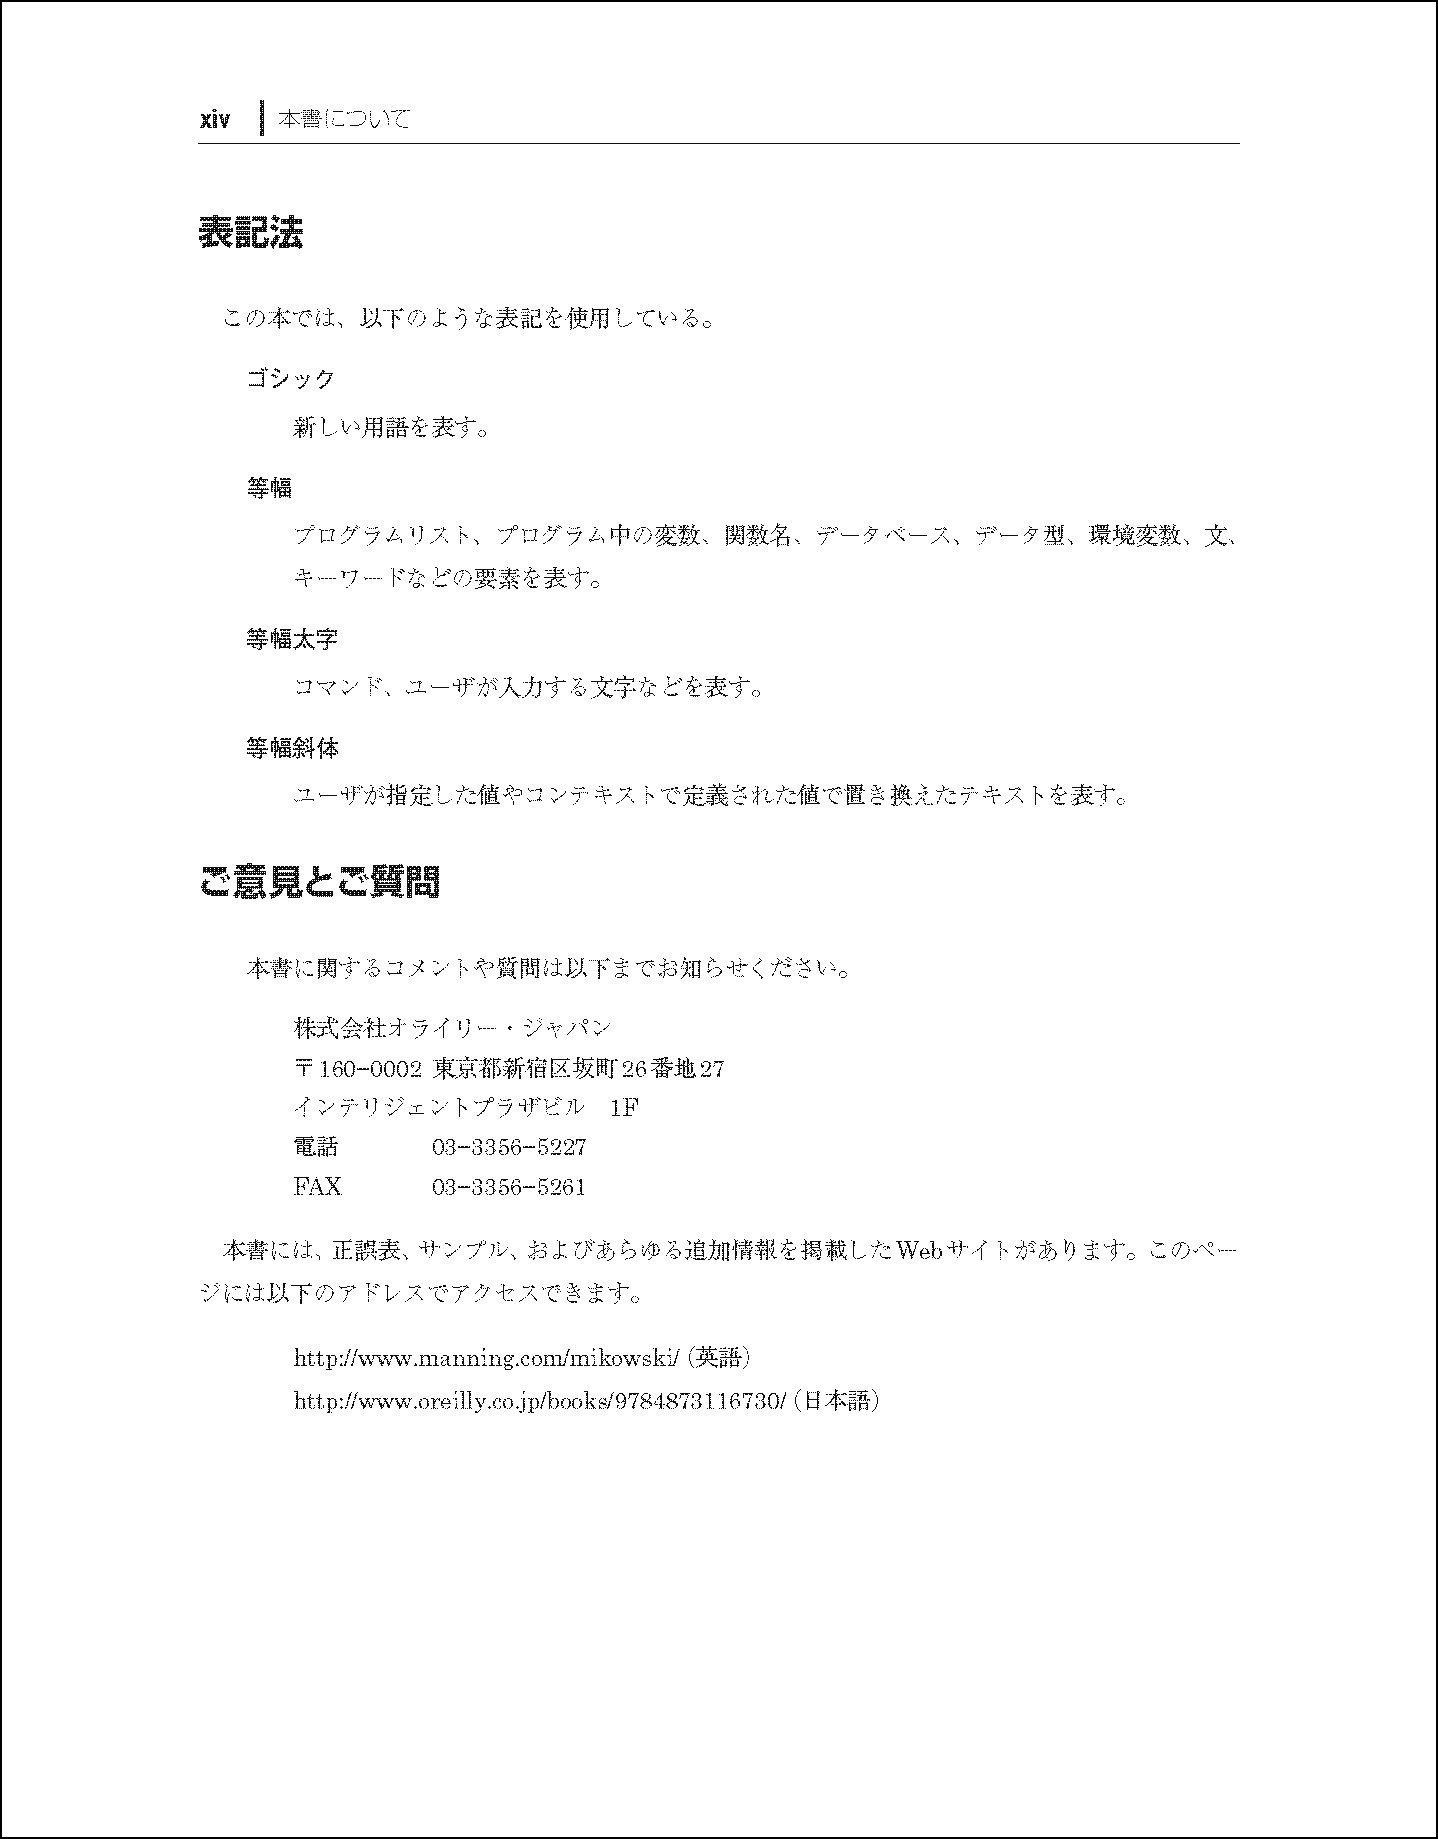 xiv 本書について
表記法
この本では、以下のような表記を使用している。
ゴシック
新しい用語を表す。
等幅
プログラムリスト、プログラム中の変数、関数名、データベース、データ型、環境変数、文、
キーワードなどの要素を表す。
等幅太字
コマンド、ユーザが入力する文字などを表す。
等幅斜体
ユーザが指定した値やコンテキストで定義された値で置き換えたテキストを表す。
ご意見とご質問
本書に関するコメントや質問は以下までお知らせください。
株式会社オライリー・ジャパン
〒160-0002 東京都新宿区坂町26番地27
インテリジェントプラザビル　1F
電話 03-3356-5227
FAX 03-3356-5261
本書には、正誤表、サンプル、およびあらゆる追加情報を掲載したWebサイトがあります。このペー
ジには以下のアドレスでアクセスできます。
http://www.manning.com/mikowski/（英語）
http://www.oreilly.co.jp/books/9784873116730/（日本語）